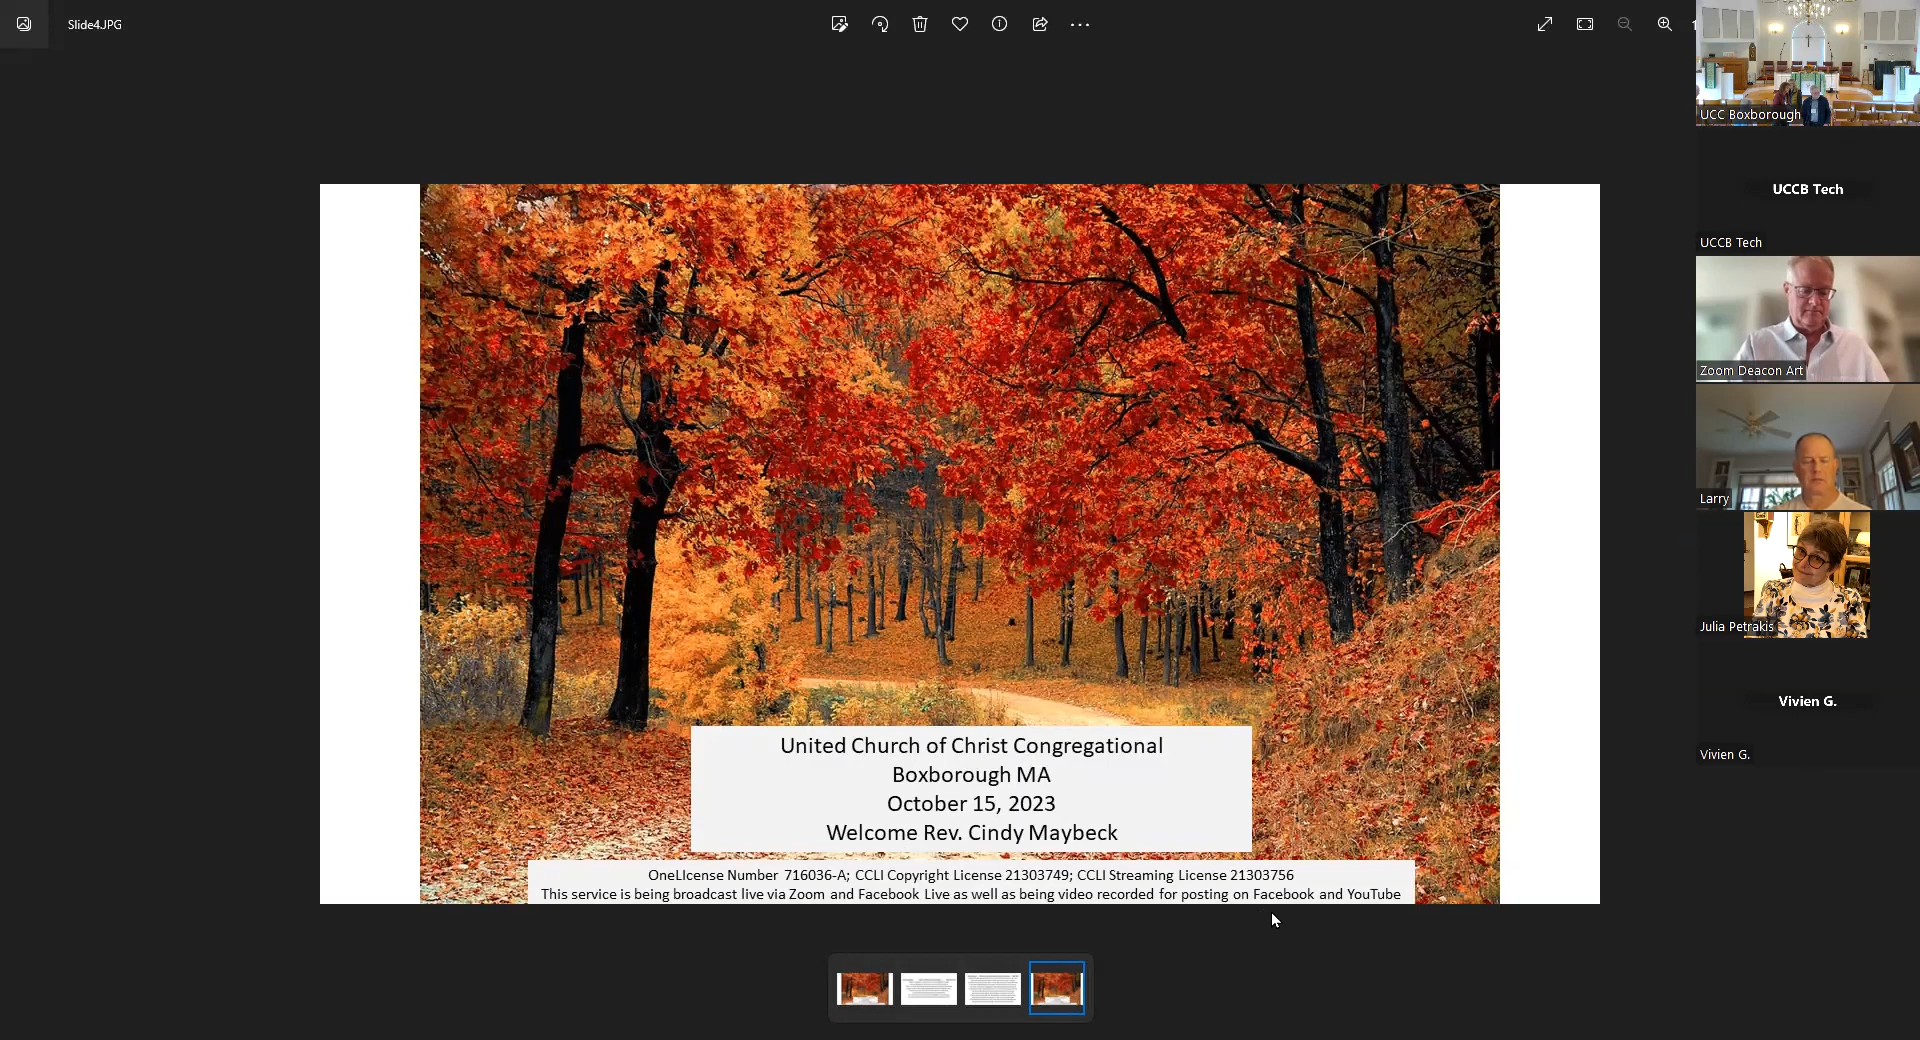 Slide4.JPG
UCC Boxborough
UCCB Tech
UCCB Tech
Zoom Deacon Art
Larry
Julia Petrakis
Vivien G.
Vivien G.
United Church of Christ Congregational
Boxborough MA
October 15, 2023
Welcome Rev. Cindy Maybeck
OneLIcense Number 716036-A; CCLI Copyright License 21303749; CCLI Streaming License 21303756
This service is being broadcast live via Zoom and Facebook Live as well as being video recorded for posting on Facebook and YouTube